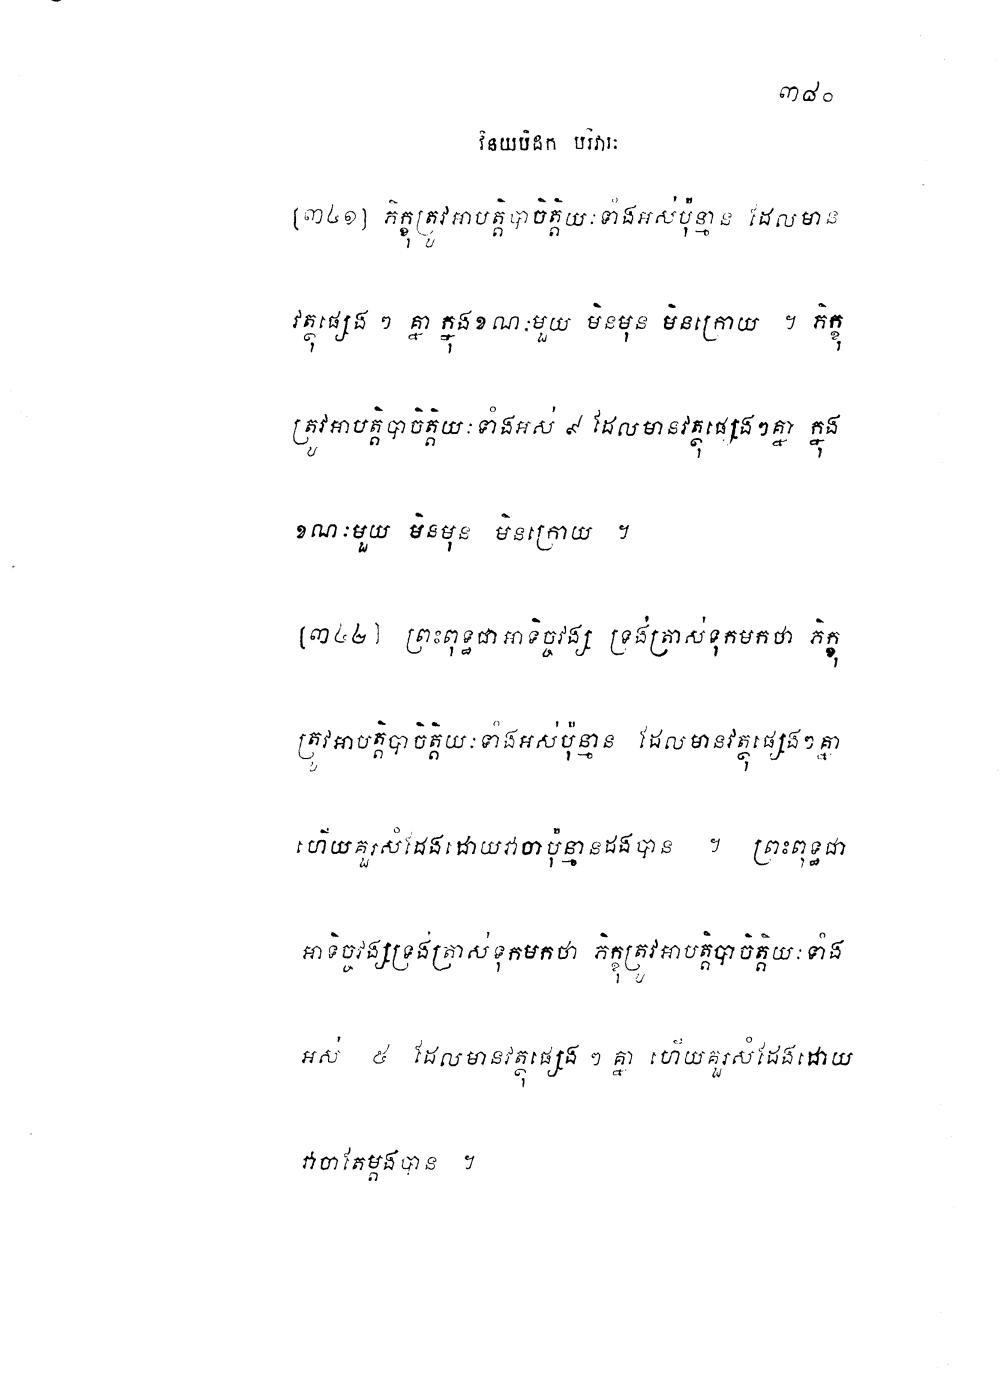 ៣៨០
វិនយបិដក បរិវារៈ
[៣៤១] ភិក្ខុត្រូវអាបត្តិបាចិត្តិយៈទាំងអស់ប៉ុន្មាន ដែលមាន
វត្ថុផ្សេង ៗ គ្នា ក្នុងខណៈមួយ មិនមុន មិនក្រោយ ។ ភិក្ខុ
ត្រូវអាបត្តិបាចិត្តិយៈទាំងអស់ ៩ ដែលមានវត្ថុផ្សេងៗគ្នា ក្នុង
ខណៈមួយ មិនមុន មិនក្រោយ ។
[៣៤២] ព្រះពុទ្ធជាអាទិច្ចវង្ស ទ្រង់ត្រាស់ទុកមកថា ភិក្ខុ
ត្រូវអាបត្តិបាចិត្តិយៈទាំងអស់ប៉ុន្មាន ដែលមានវត្ថុផ្សេងៗគ្នា
ហើយគួរសំដែងដោយវាចាប៉ុន្មានដងបាន ។ ព្រះពុទ្ធជា
អាទិច្ចវង្សទ្រង់ត្រាស់ទុកមកថា ភិក្ខុត្រូវអាបត្តិបាចិត្តិយៈទាំង
អស់ ៥ ដែលមានវត្ថុផ្សេង ៗ គ្នា ហើយគួរសំដែងដោយ
វាចាតែម្តងបាន ។